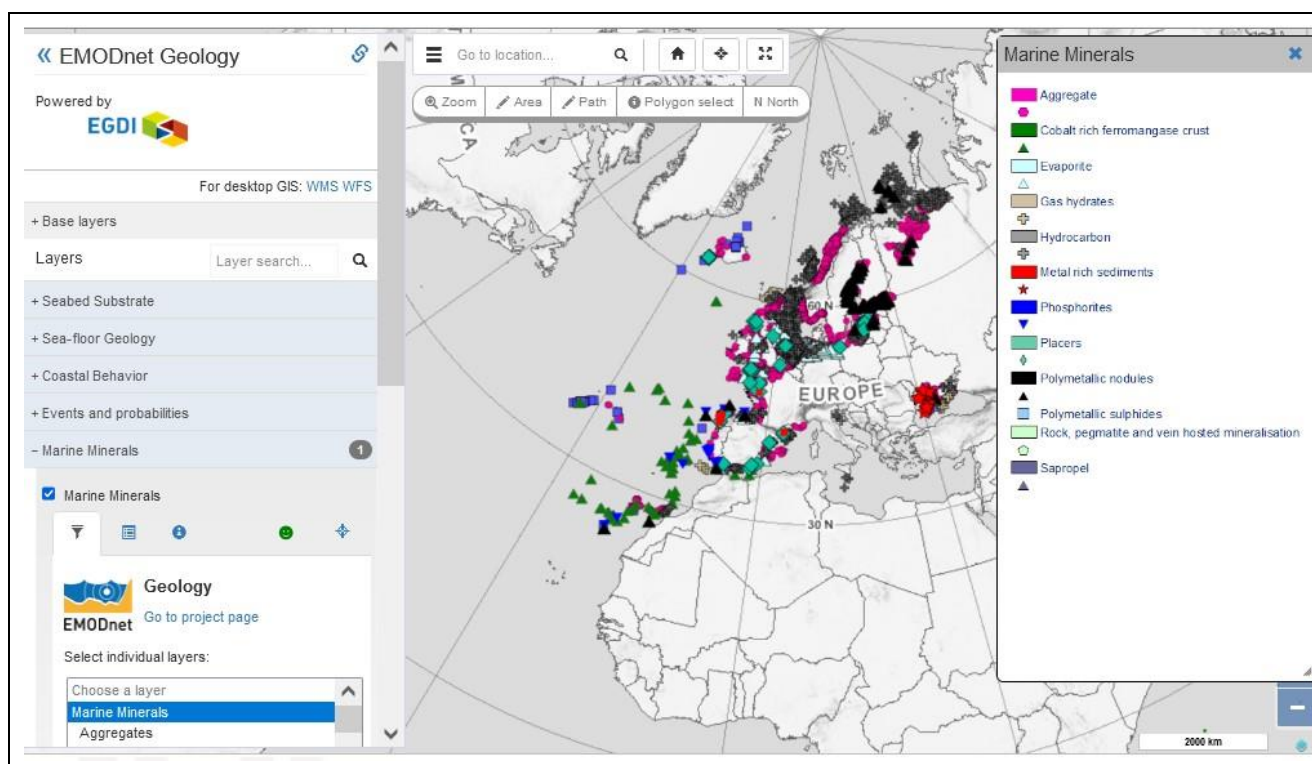 EMODnet Geology
Powered by
EGDI
For desktop GIS: WMS WFS
+ Base layers
Layers
Layer search...
+ Seabed Substrate
+ Sea-floor Geology
+ Coastal Behavior
+ Events and probabilities
− Marine Minerals
1
Marine Minerals
Geology
EMODnet
Go to project page
Select individual layers:
Choose a layer
Marine Minerals
Aggregates
Go to location...
Zoom
Area
Path
Polygon select
N North
CA
60 N
EUROPE
30 N
2000 km
Marine Minerals
Aggregate
Cobalt rich ferromangase crust
Evaporite
Gas hydrates
Hydrocarbon
Metal rich sediments
Phosphorites
Placers
Polymetallic nodules
Polymetallic sulphides
Rock, pegmatite and vein hosted mineralisation
Sapropel